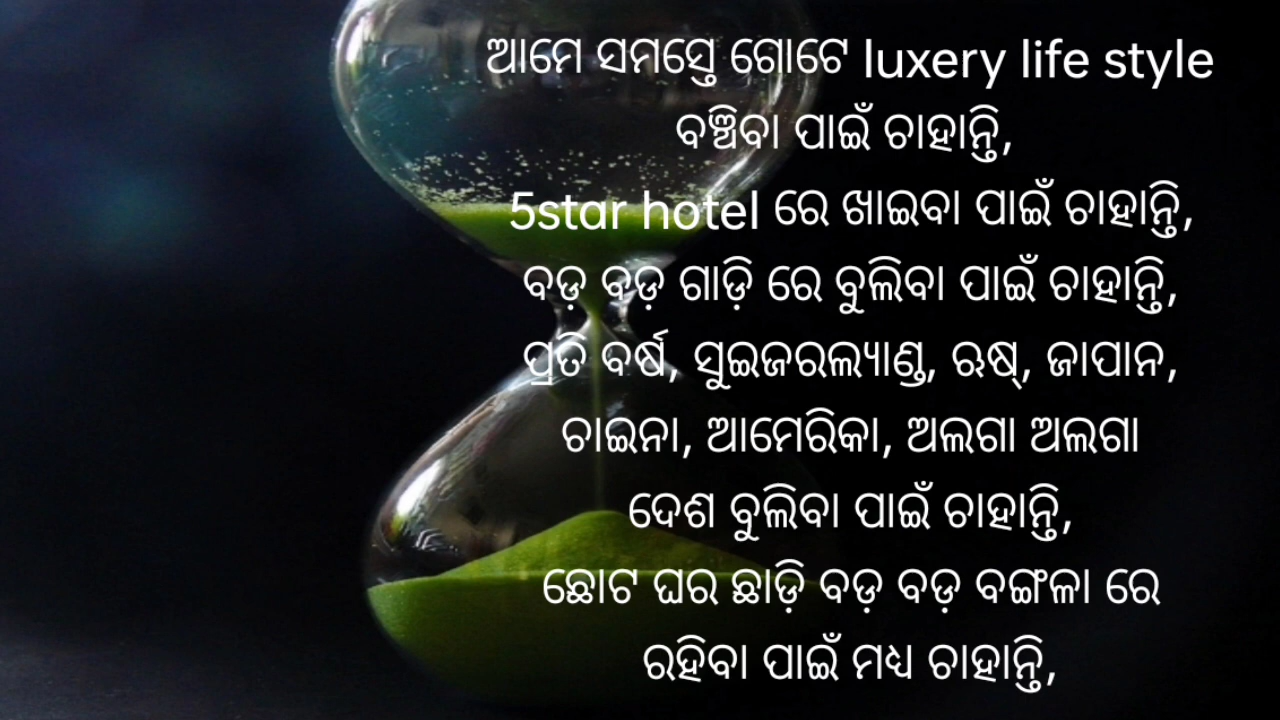 ଆମେ ସମସ୍ତେ ଗୋଟେ luxery life style
ବଞ୍ଚିବା ପାଇଁ ଚାହାନ୍ତି,
5star hotel ରେ ଖାଇବା ପାଇଁ ଚାହାନ୍ତି,
ବଡ଼ ବଡ଼ ଗାଡ଼ି ରେ ବୁଲିବା ପାଇଁ ଚାହାନ୍ତି,
ପ୍ରତି ବର୍ଷ, ସୁଇଜରଲ୍ୟାଣ୍ଡ, ଋଷ୍, ଜାପାନ,
ଚାଇନା, ଆମେରିକା, ଅଲଗା ଅଲଗା
ଦେଶ ବୁଲିବା ପାଇଁ ଚାହାନ୍ତି,
ଛୋଟ ଘର ଛାଡ଼ି ବଡ଼ ବଡ଼ ବଙ୍ଗଳା ରେ
ରହିବା ପାଇଁ ମଧ୍ୟ ଚାହାନ୍ତି,